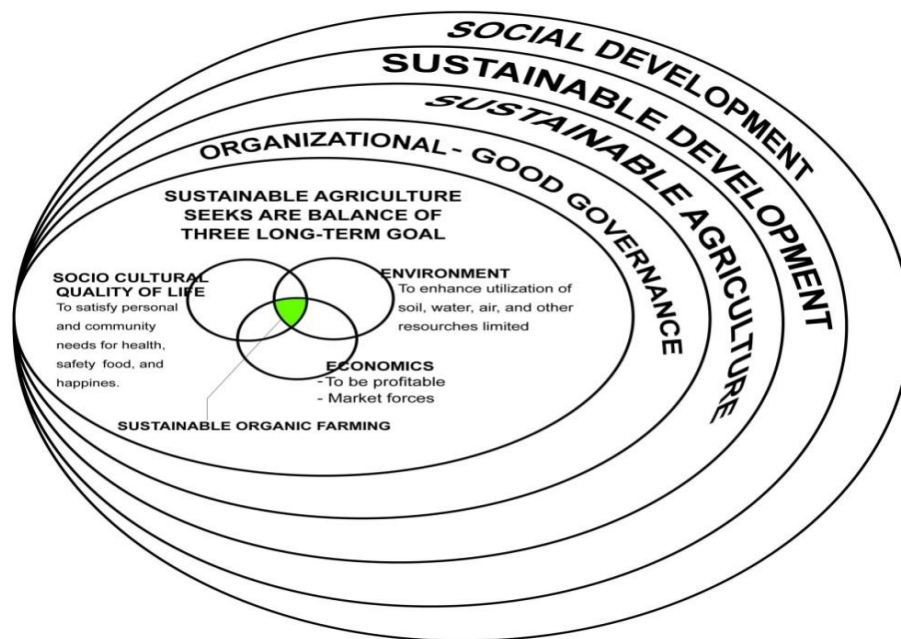 SOCIAL DEVELOPMENT
SUSTAINABLE DEVELOPMENT
SUSTAINABLE AGRICULTURE
ORGANIZATIONAL - GOOD GOVERNANCE
SUSTAINABLE AGRICULTURE
SEEKS ARE BALANCE OF
THREE LONG-TERM GOAL
SOCIO CULTURAL
QUALITY OF LIFE
To satisfy personal
and community
needs for health,
safety food, and
happines.
ENVIRONMENT
To enhance utilization of
soil, water, air, and other
resourches limited
ECONOMICS
- To be profitable
- Market forces
SUSTAINABLE ORGANIC FARMING